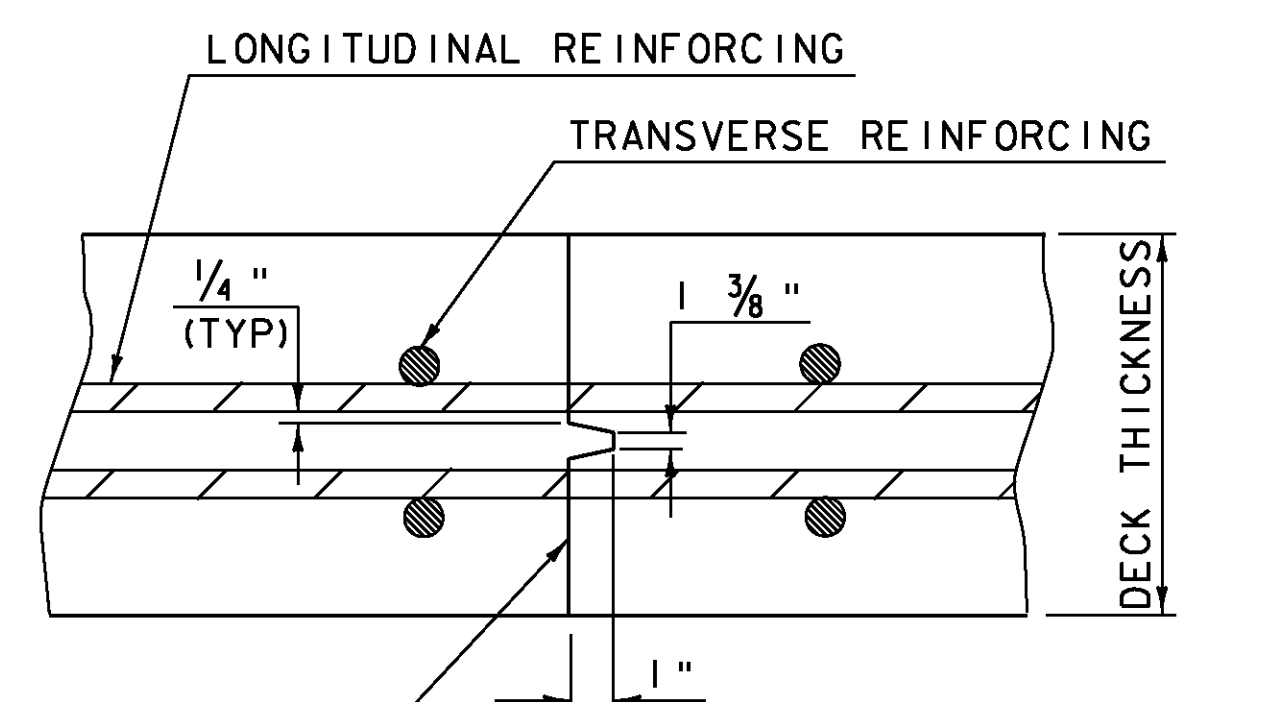 LONGITUDINAL REINFORCING
TRANSVERSE REINFORCING
1/4 "
(TYP)
1 3/8 "
DECK THICKNESS
1 "